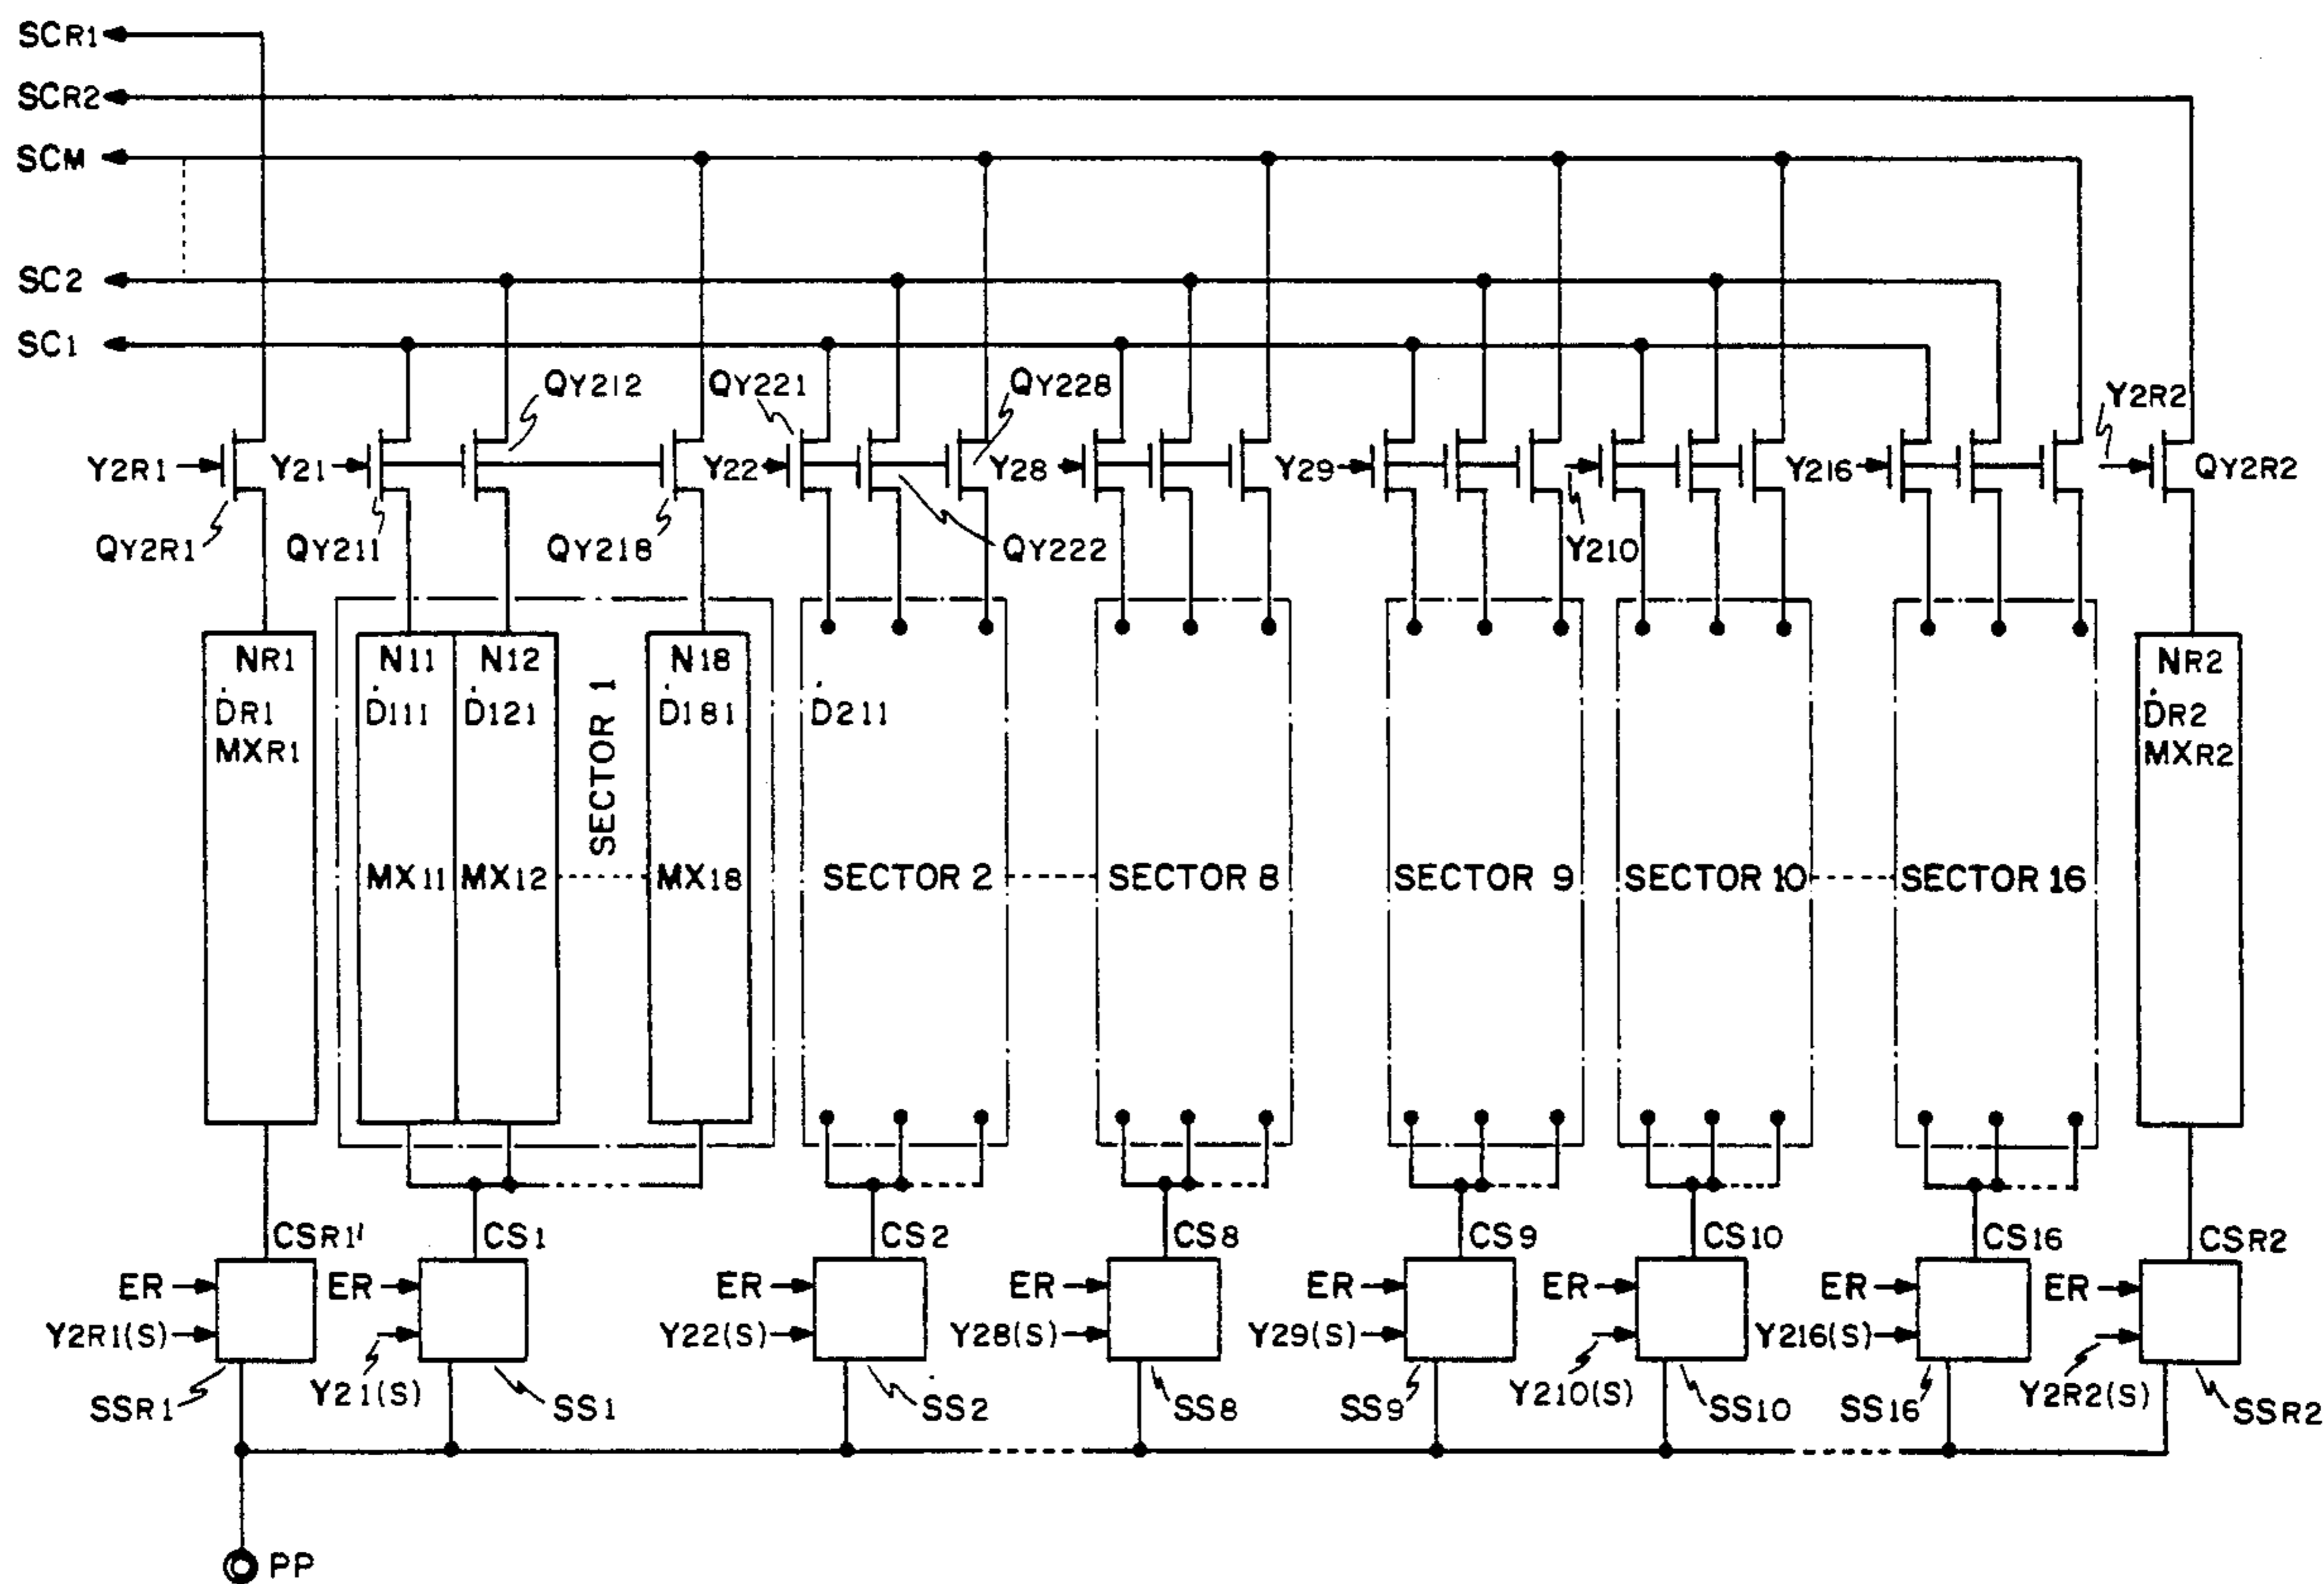 SCR1
SCR2
SCM
SC2
SC1
QY212
QY221
QY228
Y2R2
Y2R1
Y21
Y22
Y28
Y29
Y216
QY2R2
QY2R1
QY211
QY218
QY222
Y210
NR1
N11
N12
N18
NR2
DR1
D111
D121
D181
D211
DR2
MXR1
MXR2
SECTOR 1
MX11
MX12
MX18
SECTOR 2
SECTOR 8
SECTOR 9
SECTOR 10
SECTOR 16
CSR1
CS1
CS2
CS8
CS9
CS10
CS16
CSR2
ER
ER
ER
ER
ER
ER
ER
ER
Y2R1(S)
Y22(S)
Y28(S)
Y29(S)
Y216(S)
Y21(S)
Y210(S)
Y2R2(S)
SSR1
SS1
SS2
SS8
SS9
SS10
SS16
SSR2
PP